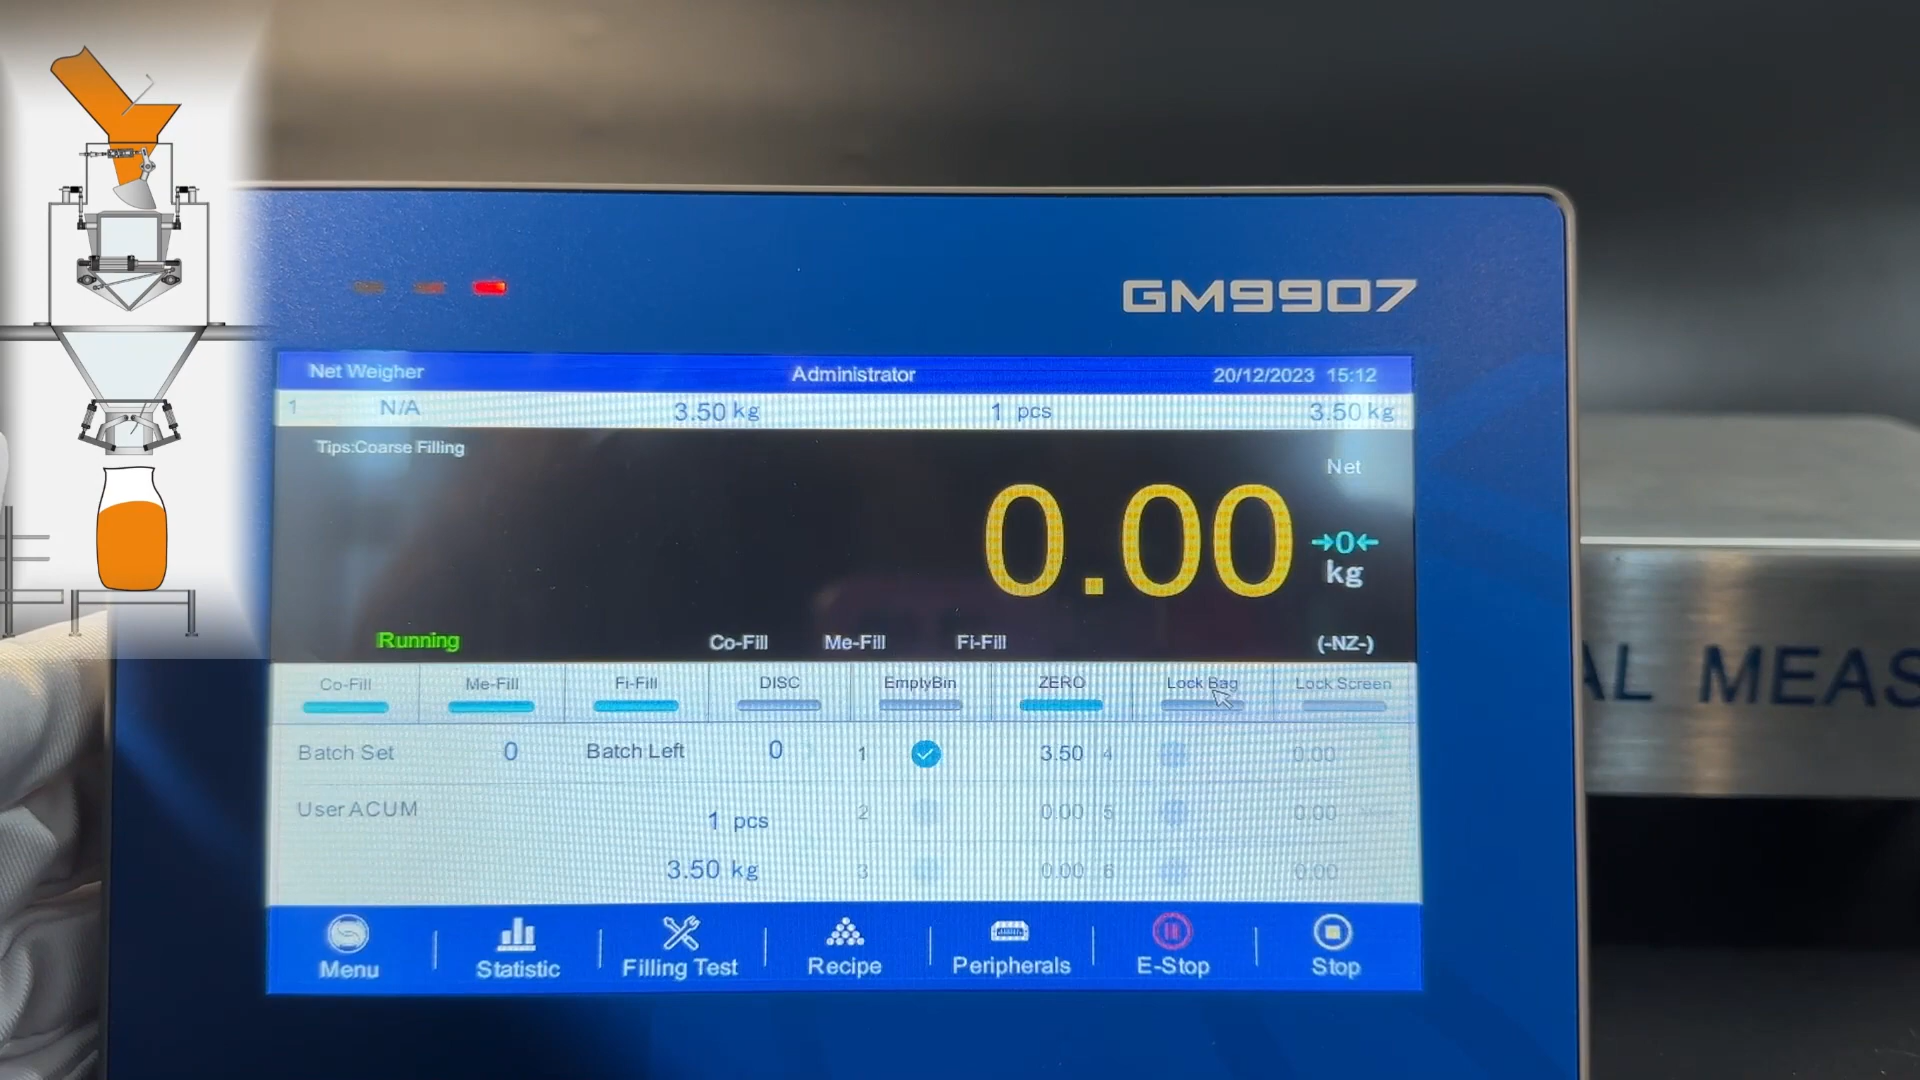 GM9907
Net Weigher Administrator 20/12/2023 15:12
1 N/A 3.50 kg 1 pcs 3.50 kg
Tips:Coarse Filling
Net
0.00
→0←
kg
Running Co-Fill Me-Fill Fi-Fill (-NZ-)
Co-Fill Me-Fill Fi-Fill DISC EmptyBin ZERO Lock Bag Lock Screen
Batch Set 0 Batch Left 0 1 3.50 4 0.00
User ACUM 1 pcs 2 0.00 5 0.00
3.50 kg 3 0.00 6 0.00
Menu Statistic Filling Test Recipe Peripherals E-Stop Stop
AL MEAS